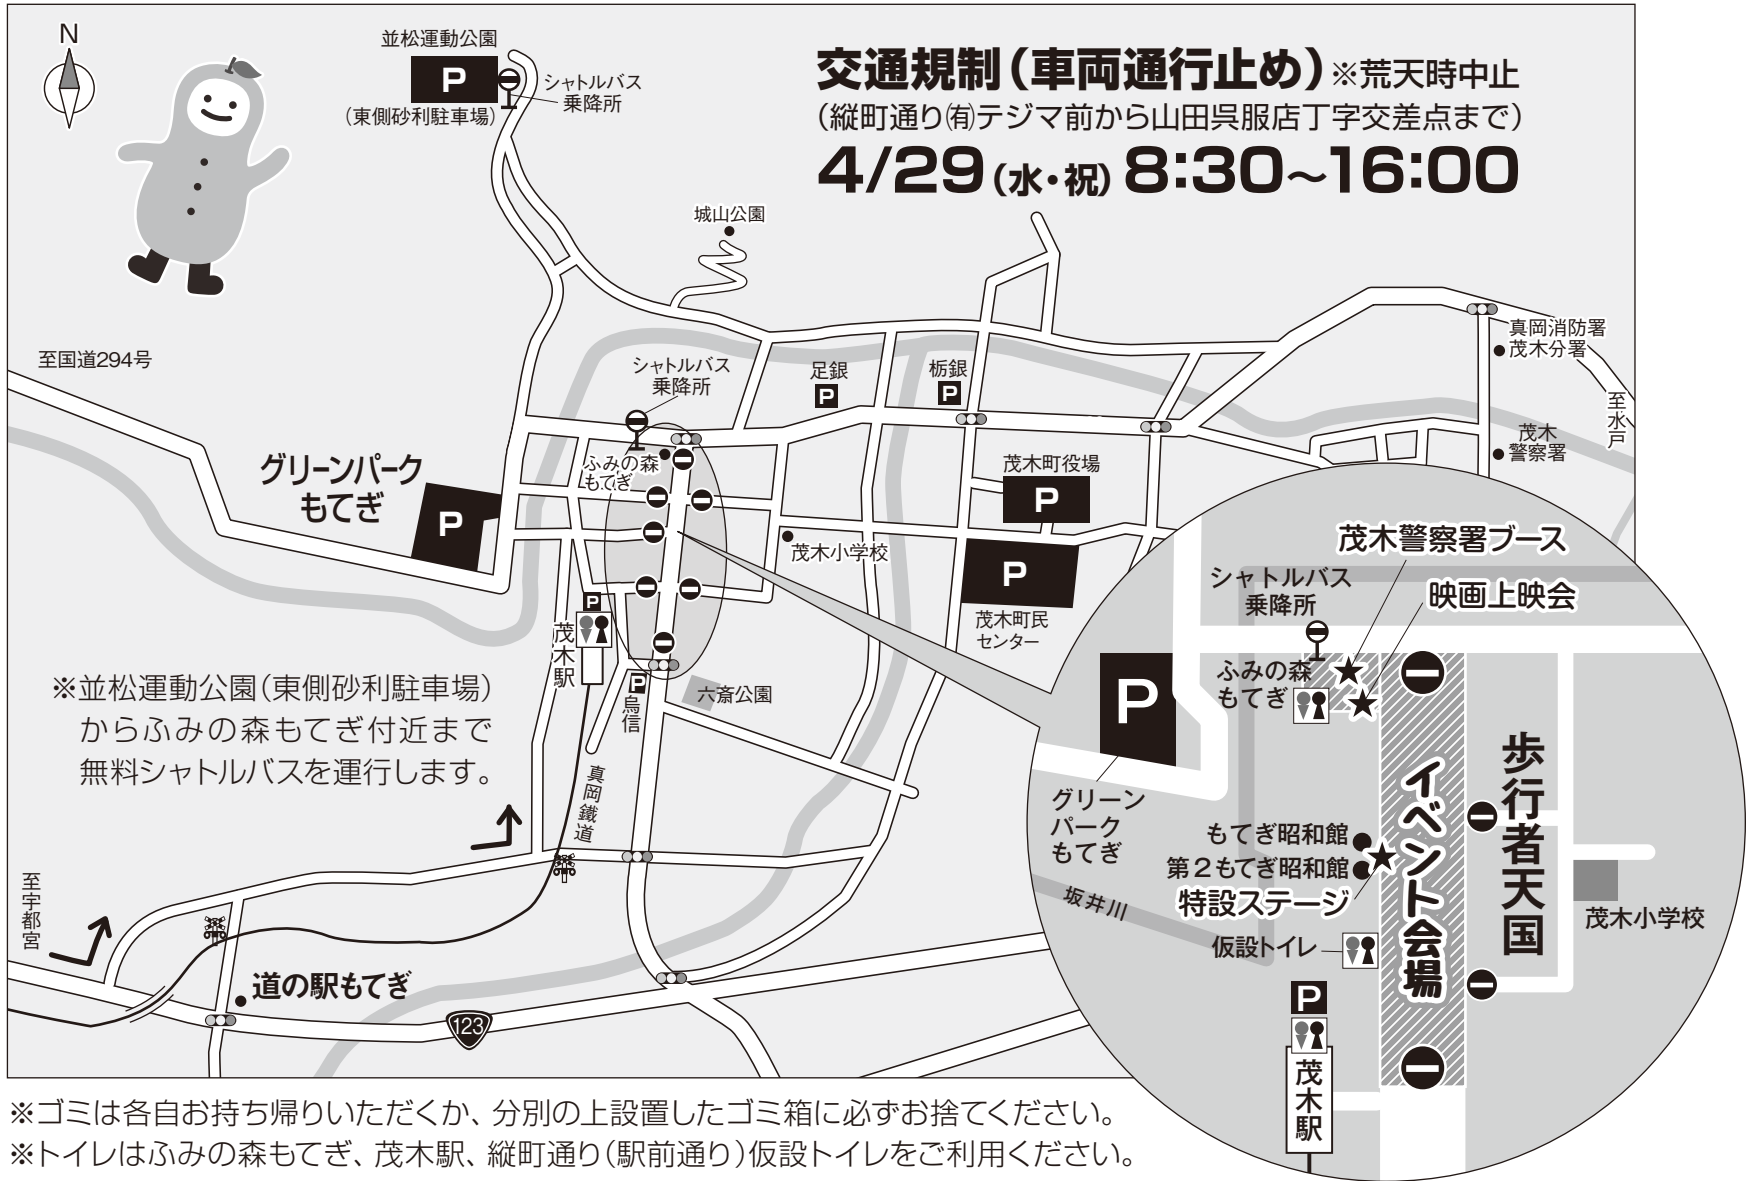 N
並松運動公園
P
(東側砂利駐車場)
シャトルバス
乗降所
交通規制(車両通行止め)※荒天時中止
(縦町通り㈲テジマ前から山田呉服店丁字交差点まで)
4/29(水・祝)8:30〜16:00
城山公園
至国道294号
シャトルバス
乗降所
足銀
P
栃銀
P
真岡消防署
茂木分署
至水戸
茂木
警察署
グリーンパーク
もてぎ
P
ふみの森
もてぎ
茂木町役場
P
茂木小学校
P
茂木町民
センター
P
茂木駅
P
烏信
六斎公園
※並松運動公園(東側砂利駐車場)
からふみの森もてぎ付近まで
無料シャトルバスを運行します。
真岡鐵道
至宇都宮
道の駅もてぎ
123
茂木警察署ブース
シャトルバス
乗降所
映画上映会
ふみの森
もてぎ
P
グリーン
パーク
もてぎ
イベント会場
歩行者天国
もてぎ昭和館
第2もてぎ昭和館
特設ステージ
坂井川
仮設トイレ
茂木小学校
P
茂木駅
※ゴミは各自お持ち帰りいただくか、分別の上設置したゴミ箱に必ずお捨てください。
※トイレはふみの森もてぎ、茂木駅、縦町通り(駅前通り)仮設トイレをご利用ください。